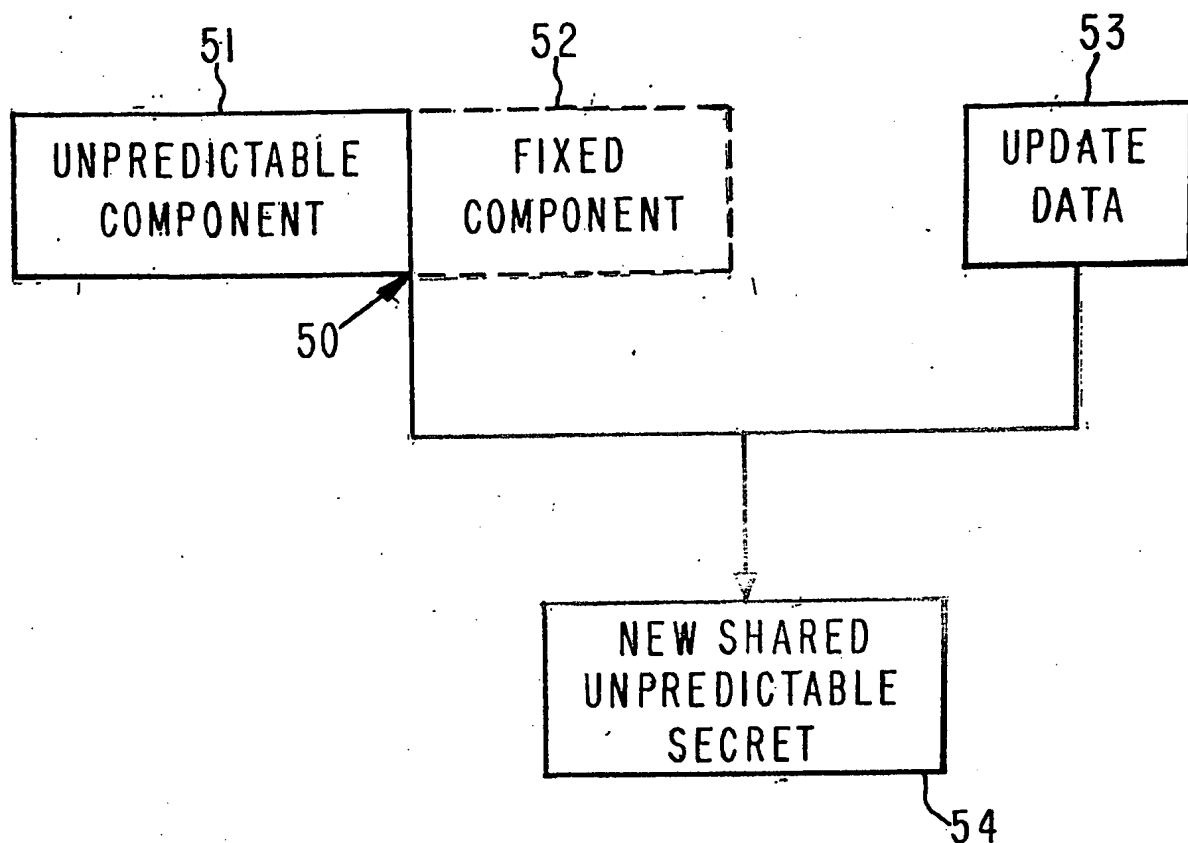 51
52
53
UNPREDICTABLE
COMPONENT
FIXED
COMPONENT
UPDATE
DATA
50
NEW SHARED
UNPREDICTABLE
SECRET
54